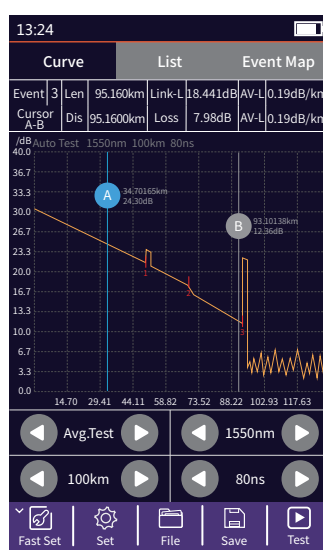 13:24
Curve List Event Map
Event 3 Len 95.160km Link-L 18.441dB AV-L 0.19dB/km
Cursor A-B Dis 95.1600km Loss 7.98dB AV-L 0.19dB/km
/dB Auto Test 1550nm 100km 80ns
40.0
36.7
33.3
30.0
26.7
23.3
20.0
16.7
13.3
10.0
6.7
3.3
0.0
A
34.70165km
24.30dB
B
93.10138km
12.36dB
1
2
3
14.70 29.41 44.11 58.82 73.52 88.22 102.93 117.63
Avg.Test 1550nm
100km 80ns
Fast Set Set File Save Test